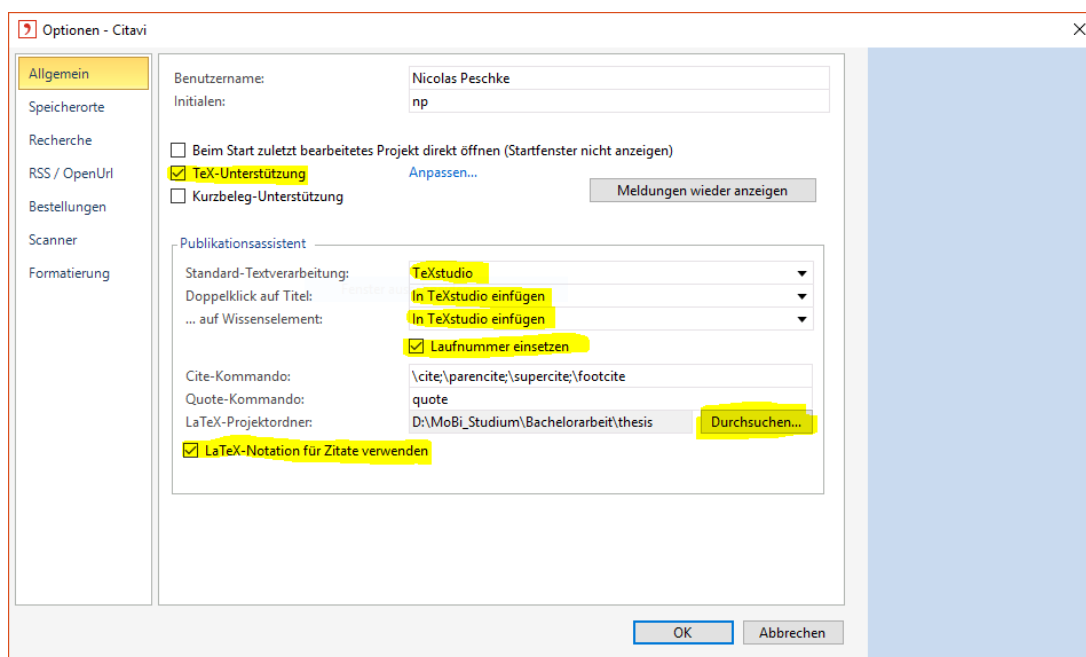 Optionen - Citavi
Allgemein
Speicherorte
Recherche
RSS / OpenUrl
Bestellungen
Scanner
Formatierung
Benutzername: Nicolas Peschke
Initialen: np
Beim Start zuletzt bearbeitetes Projekt direkt öffnen (Startfenster nicht anzeigen)
TeX-Unterstützung Anpassen...
Kurzbeleg-Unterstützung
Meldungen wieder anzeigen
Publikationsassistent
Standard-Textverarbeitung: TeXstudio
Doppelklick auf Titel: In TeXstudio einfügen
... auf Wissenselement: In TeXstudio einfügen
Laufnummer einsetzen
Cite-Kommando: \cite;\parencite;\supercite;\footcite
Quote-Kommando: quote
LaTeX-Projektordner: D:\MoBi_Studium\Bachelorarbeit\thesis Durchsuchen...
LaTeX-Notation für Zitate verwenden
OK Abbrechen